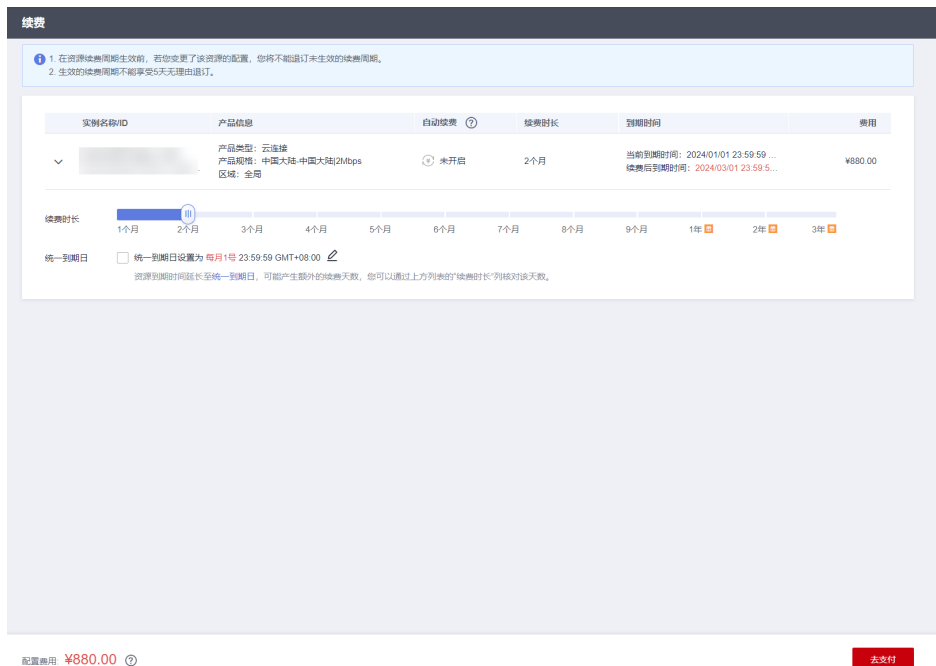 续费
1. 在资源续费周期生效前，若您变更了该资源的配置，您将不能退订未生效的续费周期。
2. 生效的续费周期不能享受5天无理由退订。
实例名称/ID 产品信息 自动续费 续费时长 到期时间 费用
产品类型：云连接
产品规格：中国大陆-中国大陆|2Mbps
区域：全局
未开启
2个月
当前到期时间：2024/01/01 23:59:59 ...
续费后到期时间：2024/03/01 23:59:5...
¥880.00
续费时长
1个月 2个月 3个月 4个月 5个月 6个月 7个月 8个月 9个月 1年 2年 3年
统一到期日 统一到期日设置为 每月1号 23:59:59 GMT+08:00
资源到期时间延长至统一到期日，可能产生额外的续费天数，您可以通过上方列表的“续费时长”列核对该天数。
配置费用 ¥880.00
去支付